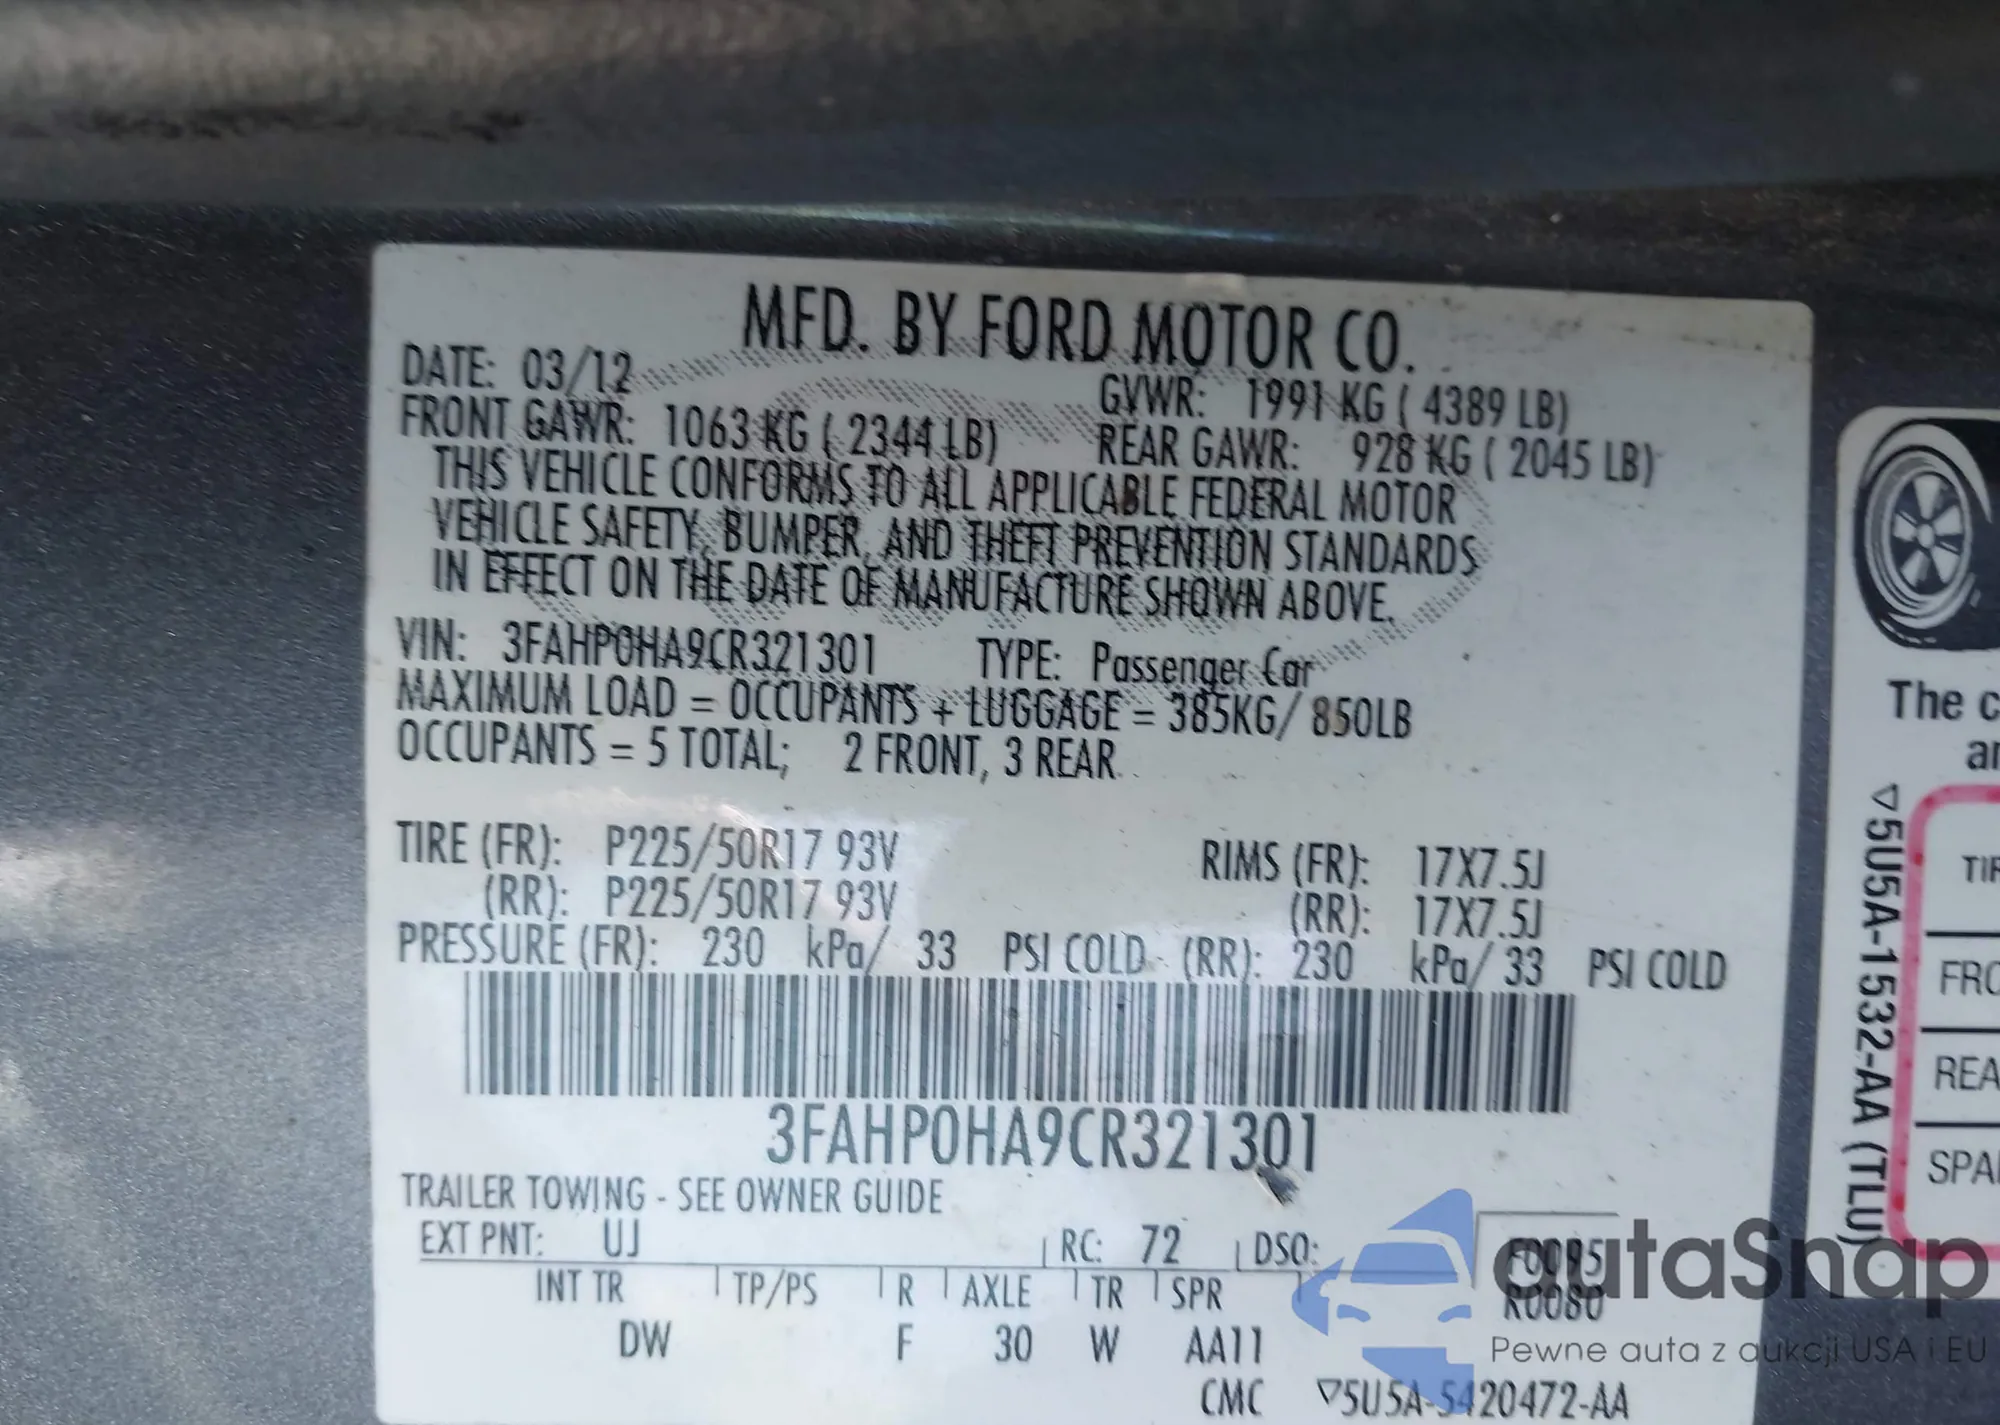 MFD. BY FORD MOTOR CO.
DATE: 03/12 GVWR: 1991 KG ( 4389 LB)
FRONT GAWR: 1063 KG ( 2344 LB) REAR GAWR: 928 KG ( 2045 LB)
THIS VEHICLE CONFORMS TO ALL APPLICABLE FEDERAL MOTOR
VEHICLE SAFETY, BUMPER, AND THEFT PREVENTION STANDARDS
IN EFFECT ON THE DATE OF MANUFACTURE SHOWN ABOVE.
VIN: 3FAHP0HA9CR321301 TYPE: Passenger Car
MAXIMUM LOAD = OCCUPANTS + LUGGAGE = 385KG/ 850LB
OCCUPANTS = 5 TOTAL; 2 FRONT, 3 REAR
TIRE (FR): P225/50R17 93V RIMS (FR): 17X7.5J
(RR): P225/50R17 93V (RR): 17X7.5J
PRESSURE (FR): 230 kPa/ 33 PSI COLD (RR): 230 kPa/ 33 PSI COLD
3FAHP0HA9CR321301
TRAILER TOWING - SEE OWNER GUIDE
EXT PNT: UJ RC: 72 DSO: F0095
R0080
INT TR TP/PS R AXLE TR SPR
DW F 30 W AA11
CMC ▽5U5A-5420472-AA
The
▽5U5A-1532-AA (TLU)
autaSnap
Pewne auta z aukcji USA i EU